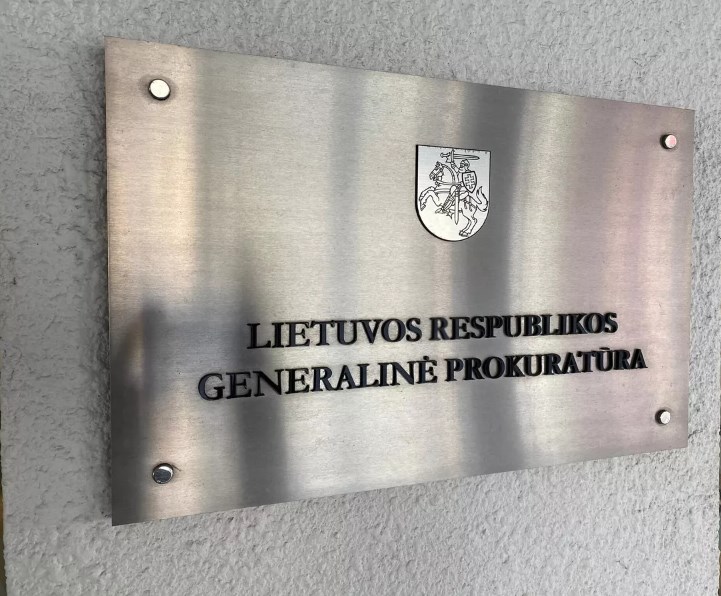 LIETUVOS RESPUBLIKOS
GENERALINĖ PROKURATŪRA